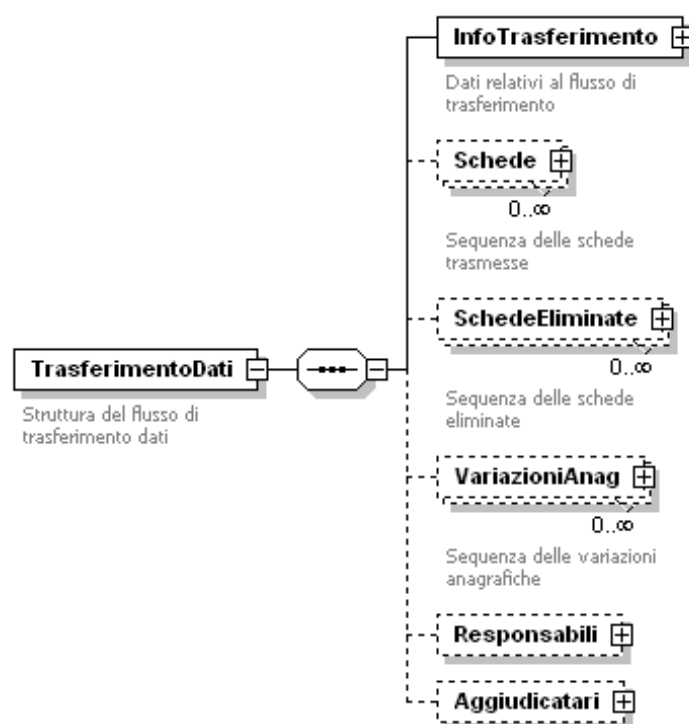 InfoTrasferimento
Dati relativi al flusso di
trasferimento
Schede
0..∞
Sequenza delle schede
trasmesse
SchedeEliminate
0..∞
Sequenza delle schede
eliminate
TrasferimentoDati
Struttura del flusso di
trasferimento dati
VariazioniAnag
0..∞
Sequenza delle variazioni
anagrafiche
Responsabili
Aggiudicatari